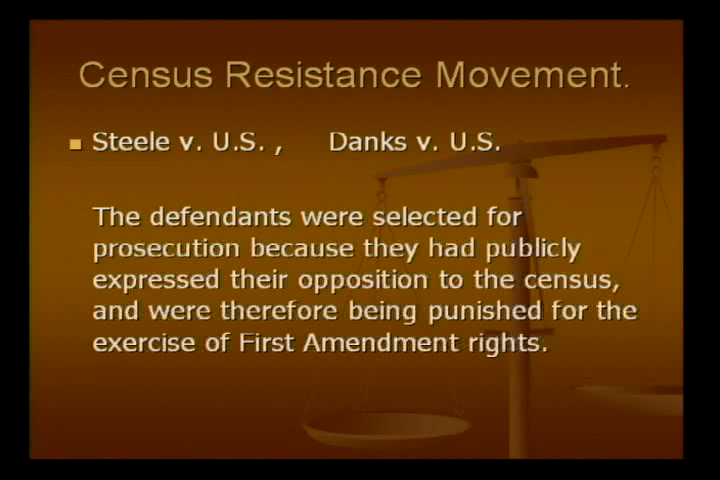 Census Resistance Movement.
Steele v. U.S. , Danks v. U.S.
The defendants were selected for
prosecution because they had publicly
expressed their opposition to the census,
and were therefore being punished for the
exercise of First Amendment rights.